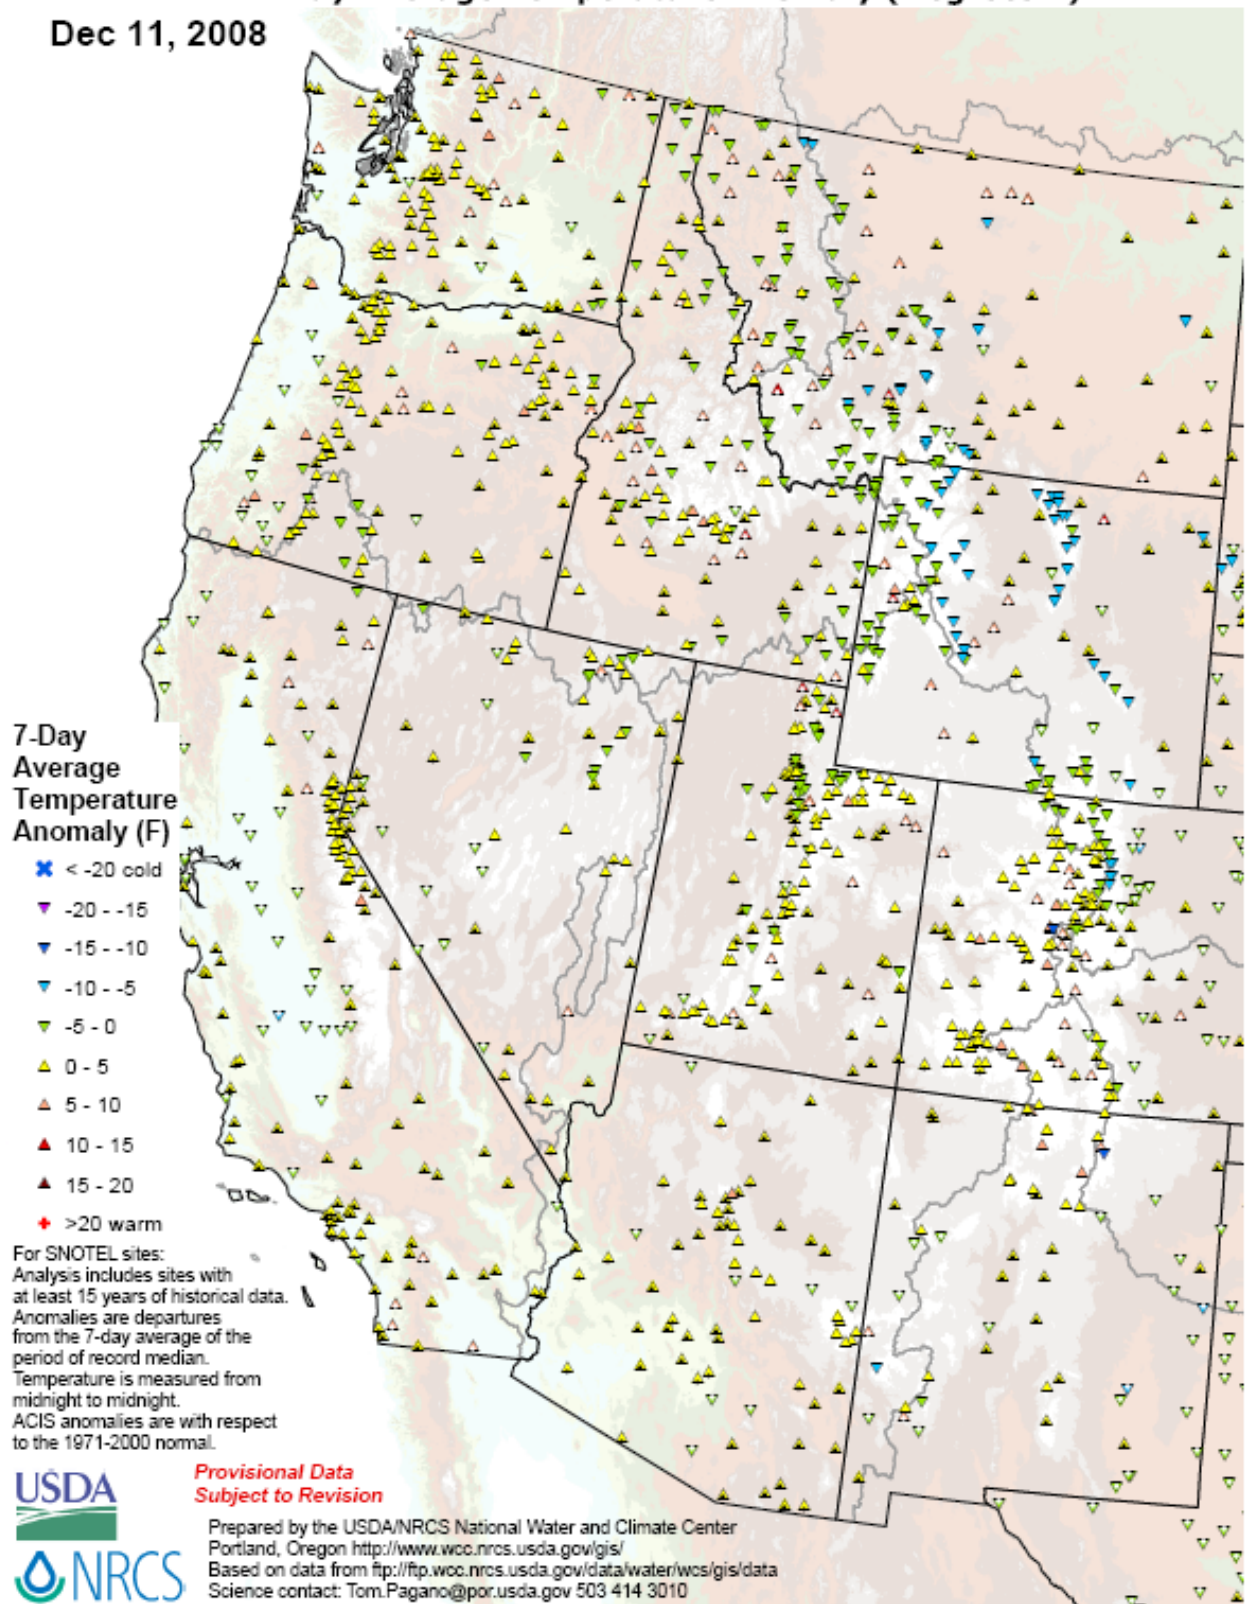 Dec 11, 2008
7-Day
Average
Temperature
Anomaly (F)
< -20 cold
-20 - -15
-15 - -10
-10 - -5
-5 - 0
0 - 5
5 - 10
10 - 15
15 - 20
>20 warm
For SNOTEL sites:
Analysis includes sites with
at least 15 years of historical data.
Anomalies are departures
from the 7-day average of the
period of record median.
Temperature is measured from
midnight to midnight.
ACIS anomalies are with respect
to the 1971-2000 normal.
USDA
NRCS
Provisional Data
Subject to Revision
Prepared by the USDA/NRCS National Water and Climate Center
Portland, Oregon http://www.wcc.nrcs.usda.gov/gis/
Based on data from ftp://ftp.wcc.nrcs.usda.gov/data/water/wcs/gis/data
Science contact: Tom.Pagano@por.usda.gov 503 414 3010